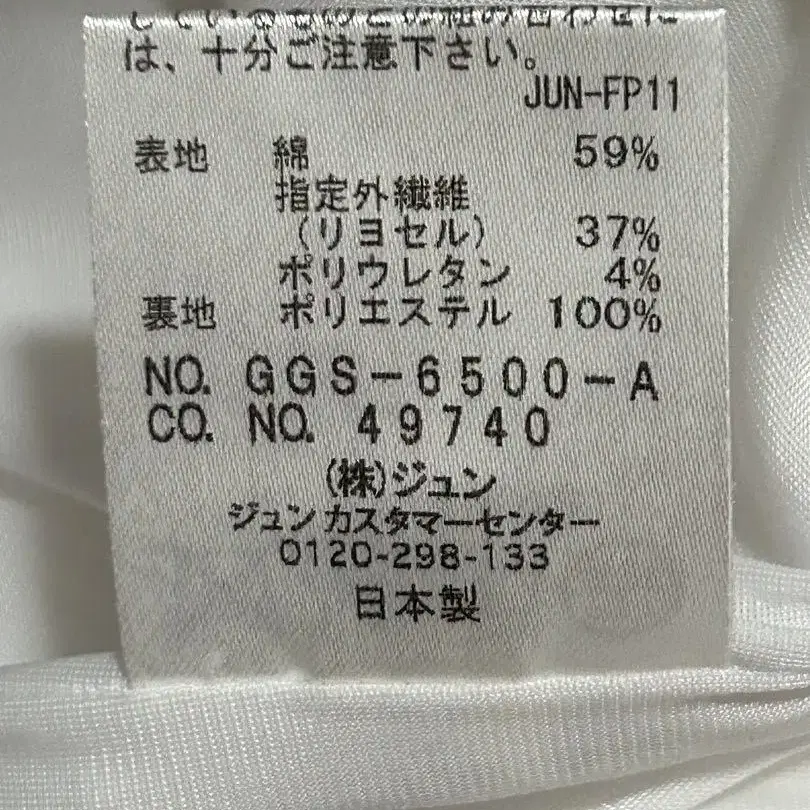 は、十分ご注意下さい。
JUN-FP11
表地 綿 59%
指定外繊維
(リヨセル) 37%
ポリウレタン 4%
裏地 ポリエステル 100%
NO. GGS-6500-A
CO. NO. 49740
(株)ジュン
ジュンカスタマーセンター
0120-298-133
日本製